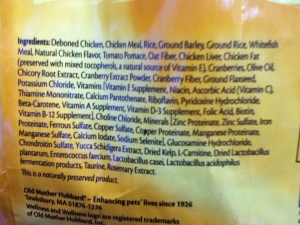 Ingredients: Deboned Chicken, Chicken Meal, Rice, Ground Barley, Ground Rice, Whitefish
Meal, Natural Chicken Flavor, Tomato Pomace, Oat Fiber, Chicken Liver, Chicken Fat
(preserved with mixed tocopherols, a natural source of Vitamin E), Cranberries, Olive Oil,
Chicory Root Extract, Cranberry Extract Powder, Cranberry Fiber, Ground Flaxseed,
Potassium Chloride, Vitamins [Vitamin E Supplement, Niacin, Ascorbic Acid (Vitamin C),
Thiamine Mononitrate, Calcium Pantothenate, Riboflavin, Pyridoxine Hydrochloride,
Beta-Carotene, Vitamin A Supplement, Vitamin D-3 Supplement, Folic Acid, Biotin,
Vitamin B-12 Supplement], Choline Chloride, Minerals [Zinc Proteinate, Zinc Sulfate, Iron
Proteinate, Ferrous Sulfate, Copper Sulfate, Copper Proteinate, Manganese Proteinate,
Manganese Sulfate, Calcium Iodate, Sodium Selenite], Glucosamine Hydrochloride,
Chondroitin Sulfate, Yucca Schidigera Extract, Dried Kelp, L-Carnitine, Dried Lactobacillus
plantarum, Enterococcus faecium, Lactobacillus casei, Lactobacillus acidophilus
fermentation products, Taurine, Rosemary Extract.
This is a naturally preserved product.
Old Mother Hubbard® - Enhancing pets' lives since 1926
Tewksbury, MA 01876-1376
Wellness and Wellness logo are registered trademarks
of Old Mother Hubbard, Inc.